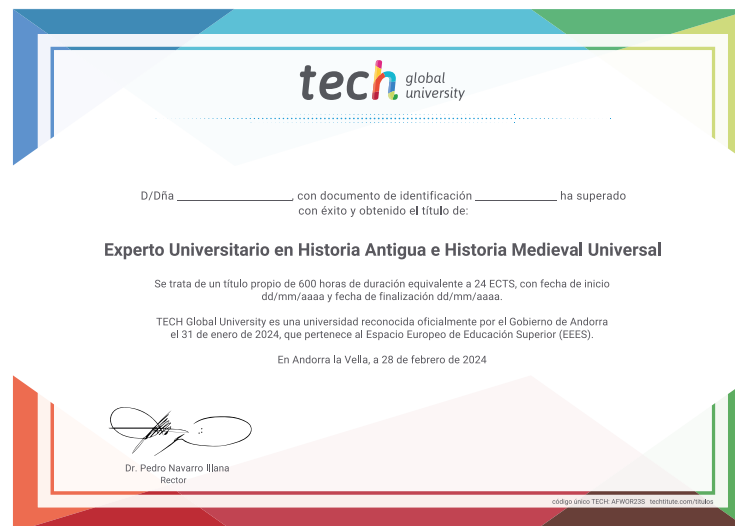 tech global
university
D/Dña ____________________, con documento de identificación ______________ ha superado
con éxito y obtenido el título de:
Experto Universitario en Historia Antigua e Historia Medieval Universal
Se trata de un título propio de 600 horas de duración equivalente a 24 ECTS, con fecha de inicio
dd/mm/aaaa y fecha de finalización dd/mm/aaaa.
TECH Global University es una universidad reconocida oficialmente por el Gobierno de Andorra
el 31 de enero de 2024, que pertenece al Espacio Europeo de Educación Superior (EEES).
En Andorra la Vella, a 28 de febrero de 2024
Dr. Pedro Navarro Illana
Rector
código único TECH: AFWOR23S techtitute.com/titulos